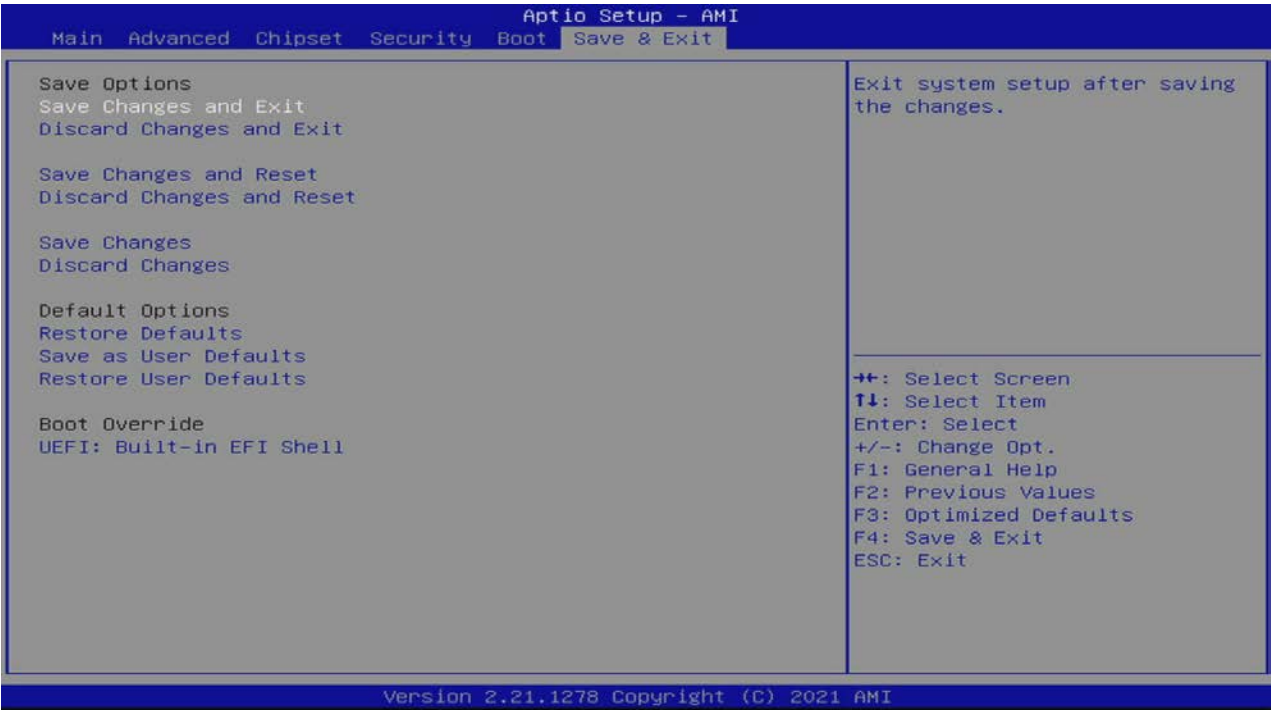 Aptio Setup – AMI
Main Advanced Chipset Security Boot Save & Exit
Save Options
Save Changes and Exit
Discard Changes and Exit
Save Changes and Reset
Discard Changes and Reset
Save Changes
Discard Changes
Default Options
Restore Defaults
Save as User Defaults
Restore User Defaults
Boot Override
UEFI: Built-in EFI Shell
Exit system setup after saving
the changes.
→←: Select Screen
↑↓: Select Item
Enter: Select
+/-: Change Opt.
F1: General Help
F2: Previous Values
F3: Optimized Defaults
F4: Save & Exit
ESC: Exit
Version 2.21.1278 Copyright (C) 2021 AMI